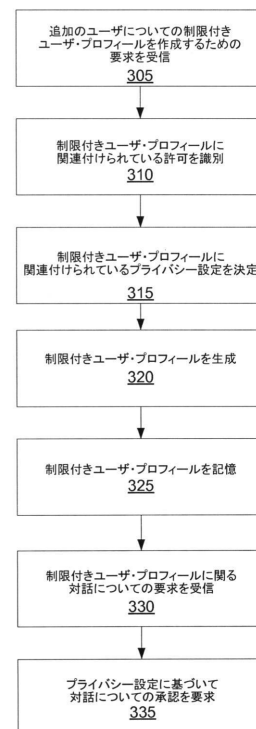 追加のユーザについての制限付き
ユーザ・プロフィールを作成するための
要求を受信
305
制限付きユーザ・プロフィールに
関連付けられている許可を識別
310
制限付きユーザ・プロフィールに
関連付けられているプライバシー設定を決定
315
制限付きユーザ・プロフィールを生成
320
制限付きユーザ・プロフィールを記憶
325
制限付きユーザ・プロフィールに関る
対話についての要求を受信
330
プライバシー設定に基づいて
対話についての承認を要求
335